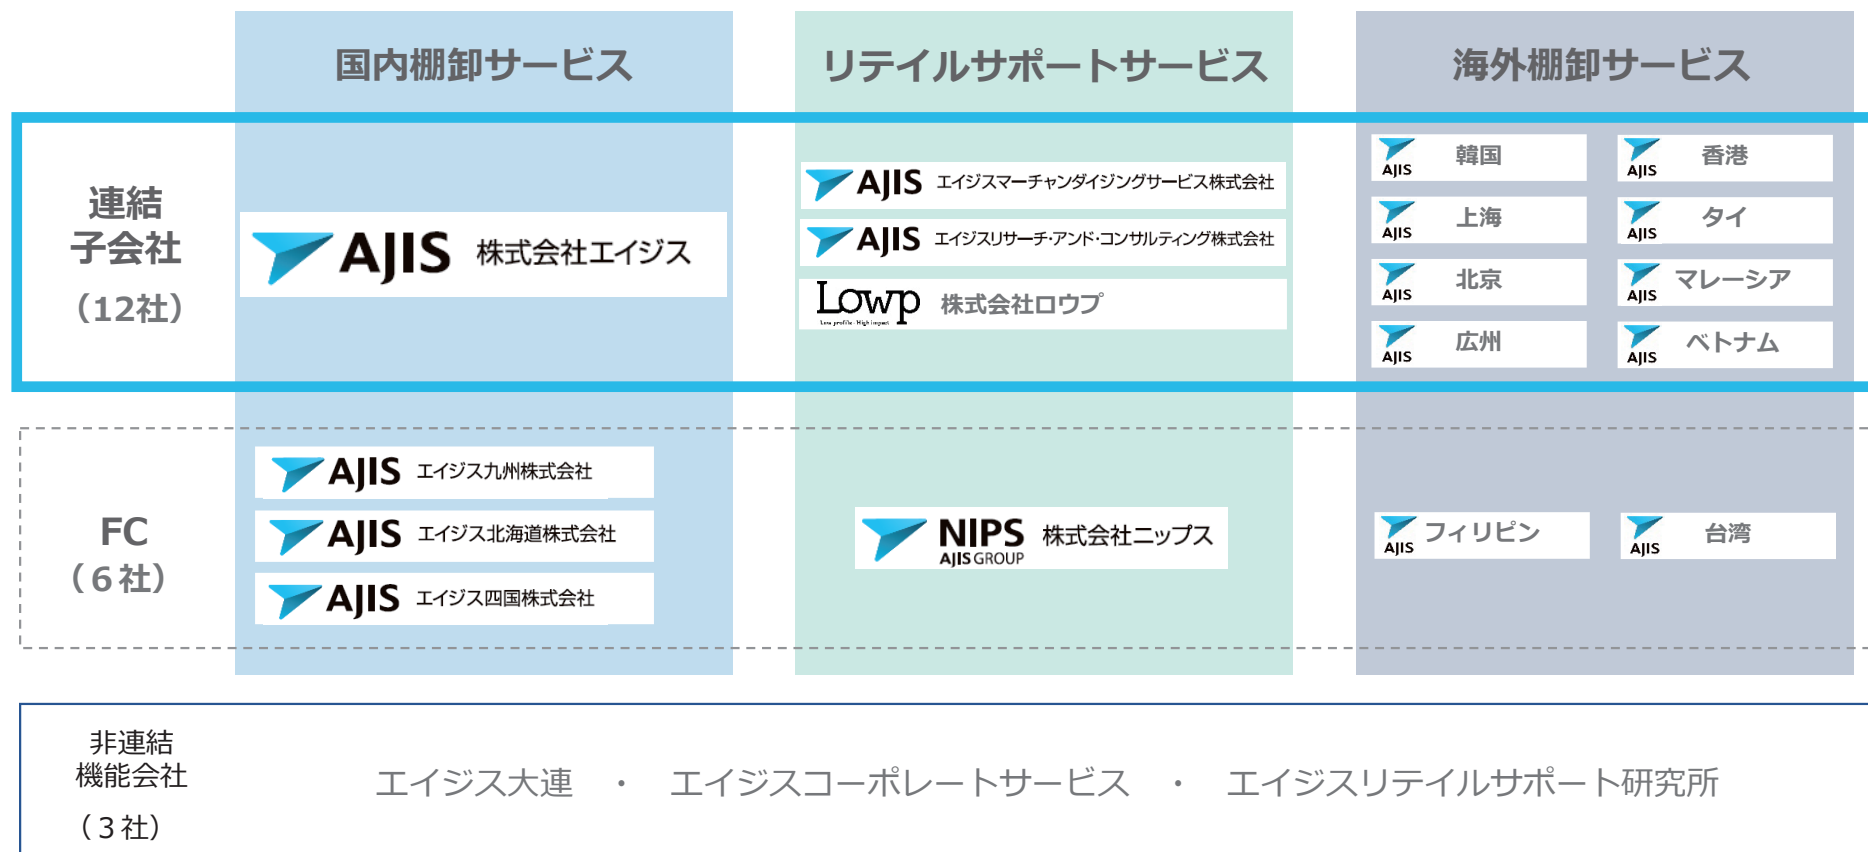 国内棚卸サービス
リテイルサポートサービス
海外棚卸サービス
連結
子会社
（12社）
AJIS 株式会社エイジス
AJIS エイジスマーチャンダイジングサービス株式会社
AJIS エイジスリサーチ・アンド・コンサルティング株式会社
Lowp 株式会社ロウプ
Low profile - High impact
AJIS 韓国
AJIS 香港
AJIS 上海
AJIS タイ
AJIS 北京
AJIS マレーシア
AJIS 広州
AJIS ベトナム
FC
（６社）
AJIS エイジス九州株式会社
AJIS エイジス北海道株式会社
AJIS エイジス四国株式会社
NIPS 株式会社ニップス
AJIS GROUP
AJIS フィリピン
AJIS 台湾
非連結
機能会社
（３社）
エイジス大連 ・ エイジスコーポレートサービス ・ エイジスリテイルサポート研究所